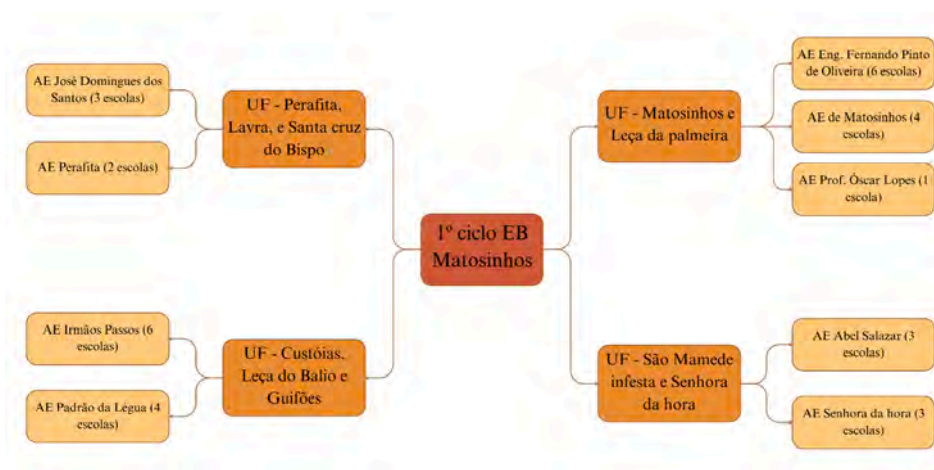 AE José Domingues dos
Santos (3 escolas)
AE Perafita (2 escolas)
UF - Perafita,
Lavra, e Santa cruz
do Bispo
UF - Matosinhos e
Leça da palmeira
AE Eng. Fernando Pinto
de Oliveira (6 escolas)
AE de Matosinhos (4
escolas)
AE Prof. Óscar Lopes (1
escola)
1º ciclo EB
Matosinhos
AE Irmãos Passos (6
escolas)
AE Padrão da Légua (4
escolas)
UF - Custóias,
Leça do Balio e
Guifões
UF - São Mamede
infesta e Senhora
da hora
AE Abel Salazar (3
escolas)
AE Senhora da hora (3
escolas)